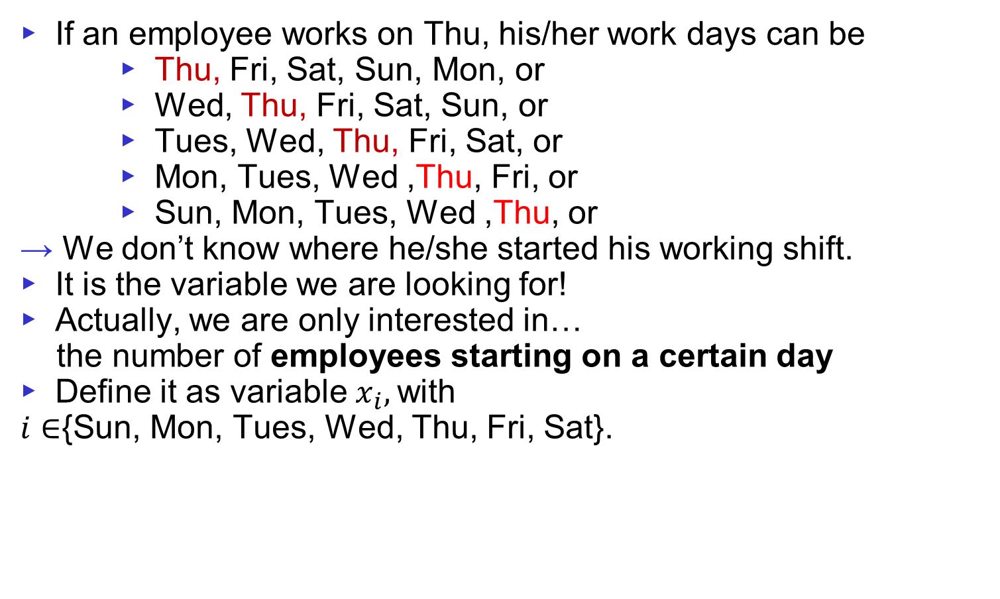 ▸ If an employee works on Thu, his/her work days can be
▸ Thu, Fri, Sat, Sun, Mon, or
▸ Wed, Thu, Fri, Sat, Sun, or
▸ Tues, Wed, Thu, Fri, Sat, or
▸ Mon, Tues, Wed ,Thu, Fri, or
▸ Sun, Mon, Tues, Wed ,Thu, or
→ We don’t know where he/she started his working shift.
▸ It is the variable we are looking for!
▸ Actually, we are only interested in…
the number of employees starting on a certain day
▸ Define it as variable 𝑥𝑖, with
𝑖 ∈{Sun, Mon, Tues, Wed, Thu, Fri, Sat}.